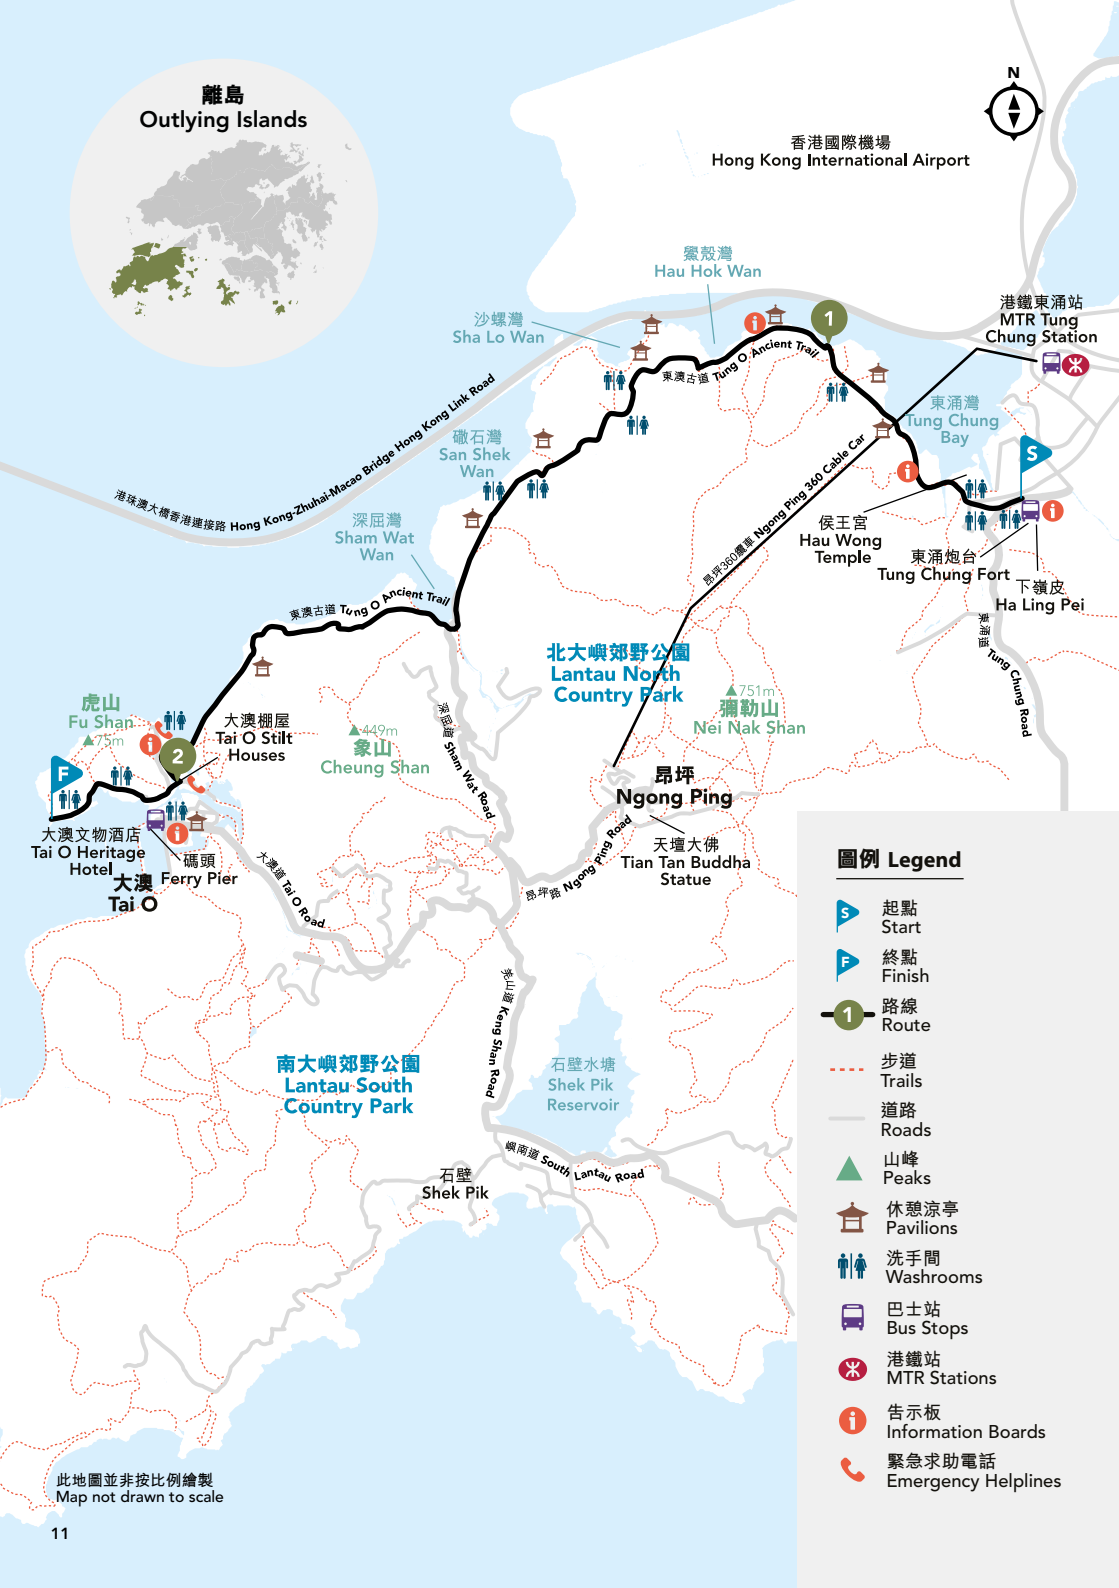 離島
Outlying Islands
N
香港國際機場
Hong Kong International Airport
鱟殼灣
Hau Hok Wan
沙螺灣
Sha Lo Wan
1
港鐵東涌站
MTR Tung
Chung Station
東澳古道 Tung O Ancient Trail
東涌灣
Tung Chung
Bay
港珠澳大橋香港連接路 Hong Kong-Zhuhai-Macao Bridge Hong Kong Link Road
䃟石灣
San Shek
Wan
S
昂坪360纜車 Ngong Ping 360 Cable Car
深屈灣
Sham Wat
Wan
侯王宮
Hau Wong
Temple
東涌炮台
Tung Chung Fort
下嶺皮
Ha Ling Pei
東澳古道 Tung O Ancient Trail
東涌道 Tung Chung Road
北大嶼郊野公園
Lantau North
Country Park
751m
彌勒山
Nei Nak Shan
虎山
Fu Shan
75m
大澳棚屋
Tai O Stilt
Houses
449m
象山
Cheung Shan
深屈道 Sham Wat Road
2
F
昂坪
Ngong Ping
天壇大佛
Tian Tan Buddha
Statue
昂坪路 Ngong Ping Road
大澳文物酒店
Tai O Heritage
Hotel
碼頭
Ferry Pier
大澳
Tai O
大澳道 Tai O Road
羗山道 Keng Shan Road
南大嶼郊野公園
Lantau South
Country Park
石壁水塘
Shek Pik
Reservoir
嶼南道 South Lantau Road
石壁
Shek Pik
圖例 Legend
S
起點
Start
F
終點
Finish
1
路線
Route
步道
Trails
道路
Roads
山峰
Peaks
休憩涼亭
Pavilions
洗手間
Washrooms
巴士站
Bus Stops
港鐵站
MTR Stations
告示板
Information Boards
緊急求助電話
Emergency Helplines
此地圖並非按比例繪製
Map not drawn to scale
11